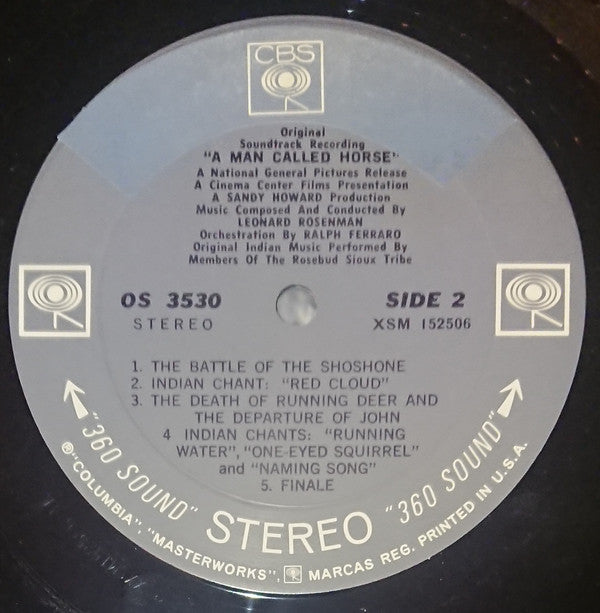 CBS
Original
Soundtrack Recording
"A MAN CALLED HORSE"
A National General Pictures Release
A Cinema Center Films Presentation
A SANDY HOWARD Production
Music Composed And Conducted By
LEONARD ROSENMAN
Orchestration By RALPH FERRARO
Original Indian Music Performed By
Members Of The Rosebud Sioux Tribe
OS 3530
SIDE 2
STEREO
XSM 152506
1. THE BATTLE OF THE SHOSHONE
2. INDIAN CHANT: "RED CLOUD"
3. THE DEATH OF RUNNING DEER AND
THE DEPARTURE OF JOHN
4 INDIAN CHANTS: "RUNNING
WATER", "ONE-EYED SQUIRREL"
and "NAMING SONG"
5. FINALE
"360 SOUND" STEREO "360 SOUND"
®"COLUMBIA", "MASTERWORKS", MARCAS REG. PRINTED IN U.S.A.